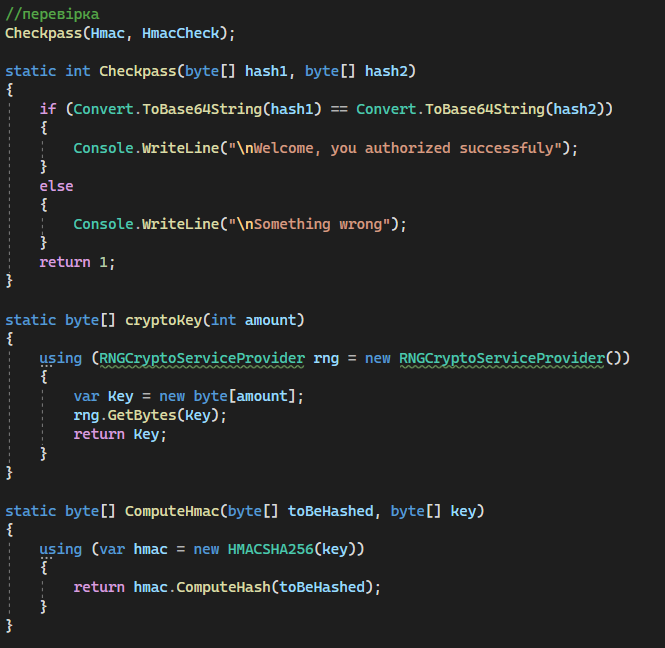 //перевірка
Checkpass(Hmac, HmacCheck);
static int Checkpass(byte[] hash1, byte[] hash2)
{
if (Convert.ToBase64String(hash1) == Convert.ToBase64String(hash2))
{
Console.WriteLine("\nWelcome, you authorized successfuly");
}
else
{
Console.WriteLine("\nSomething wrong");
}
return 1;
}
static byte[] cryptoKey(int amount)
{
using (RNGCryptoServiceProvider rng = new RNGCryptoServiceProvider())
{
var Key = new byte[amount];
rng.GetBytes(Key);
return Key;
}
}
static byte[] ComputeHmac(byte[] toBeHashed, byte[] key)
{
using (var hmac = new HMACSHA256(key))
{
return hmac.ComputeHash(toBeHashed);
}
}